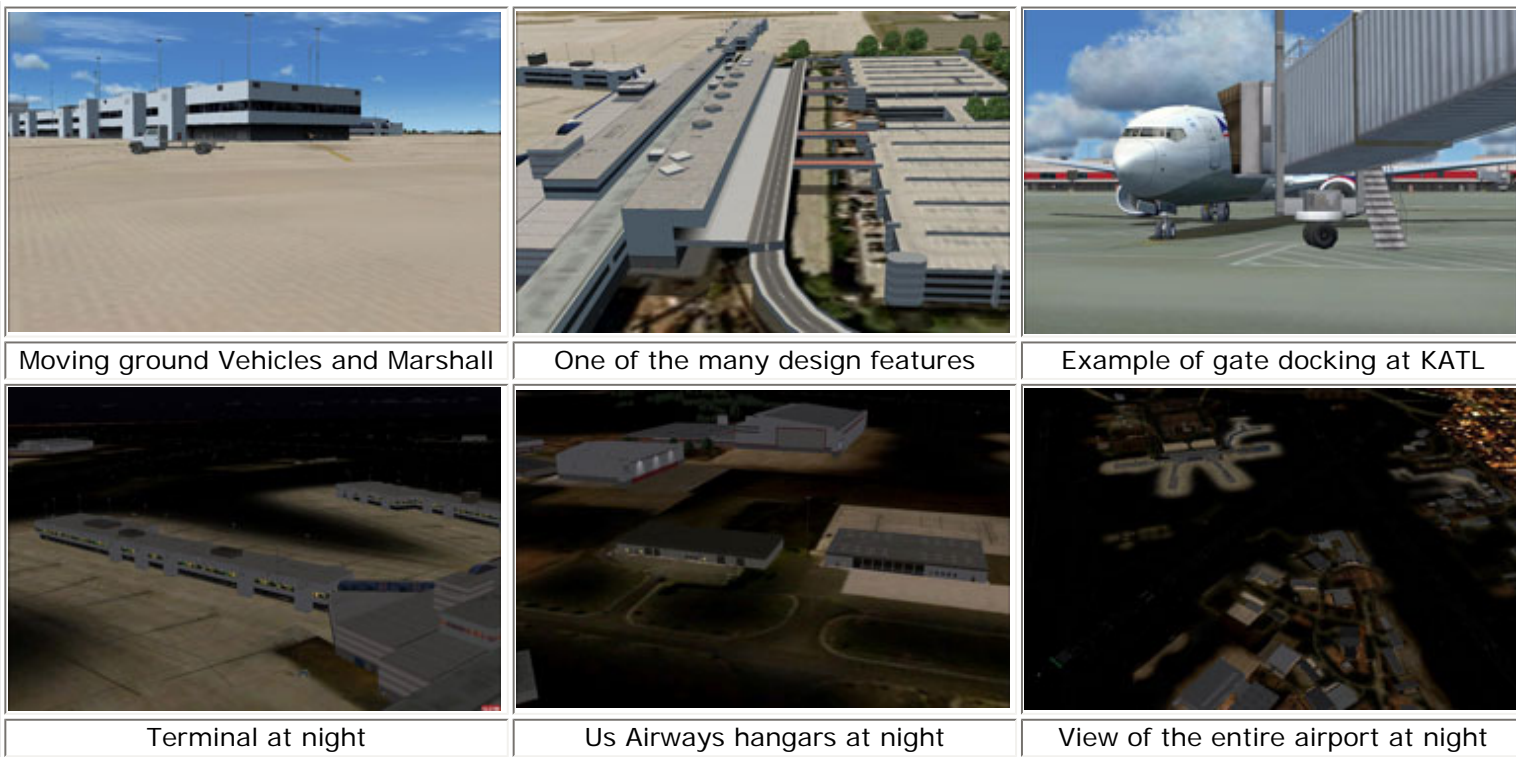 Moving ground Vehicles and Marshall
One of the many design features
Example of gate docking at KATL
Terminal at night
Us Airways hangars at night
View of the entire airport at night